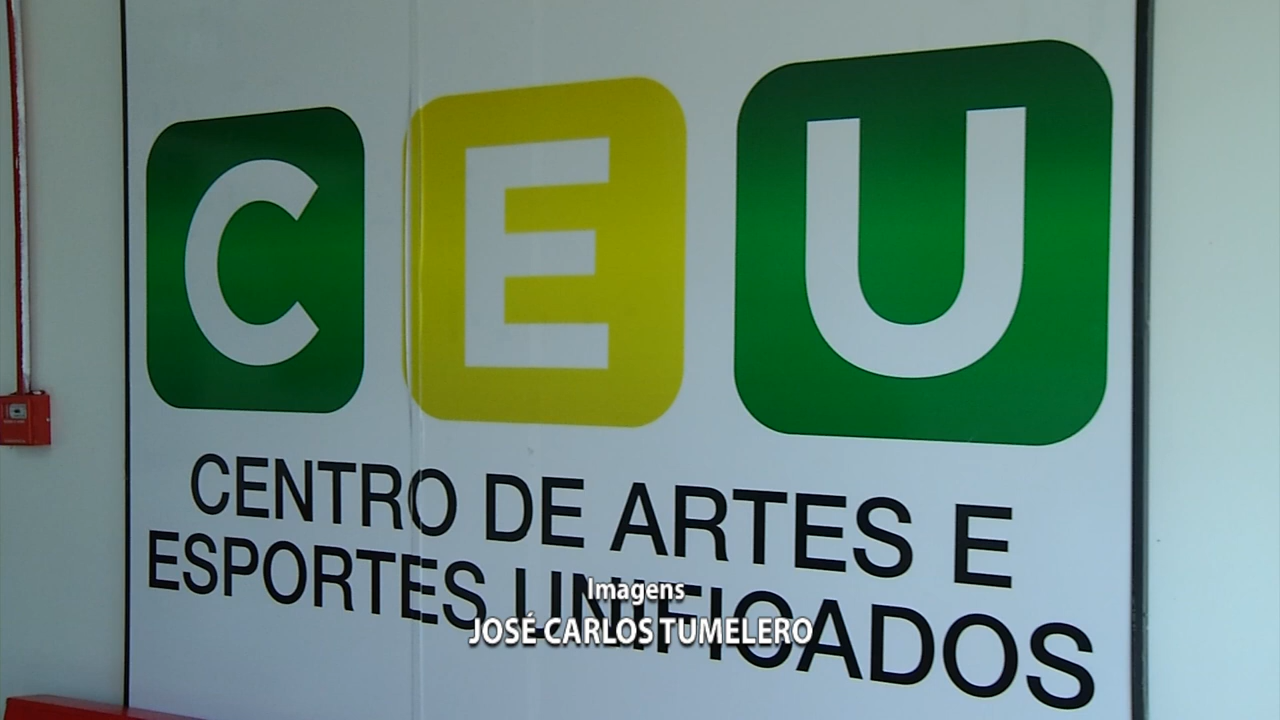 CEU
CENTRO DE ARTES E
ESPORTES UNIFICADOS
Imagens
JOSÉ CARLOS TUMELERO